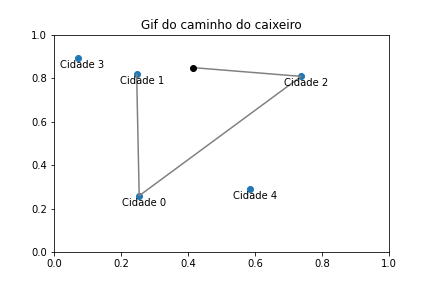 Gif do caminho do caixeiro
1.0
Cidade 3
0.8
Cidade 1
Cidade 2
0.6
0.4
Cidade 4
Cidade 0
0.2
0.0
0.0 0.2 0.4 0.6 0.8 1.0